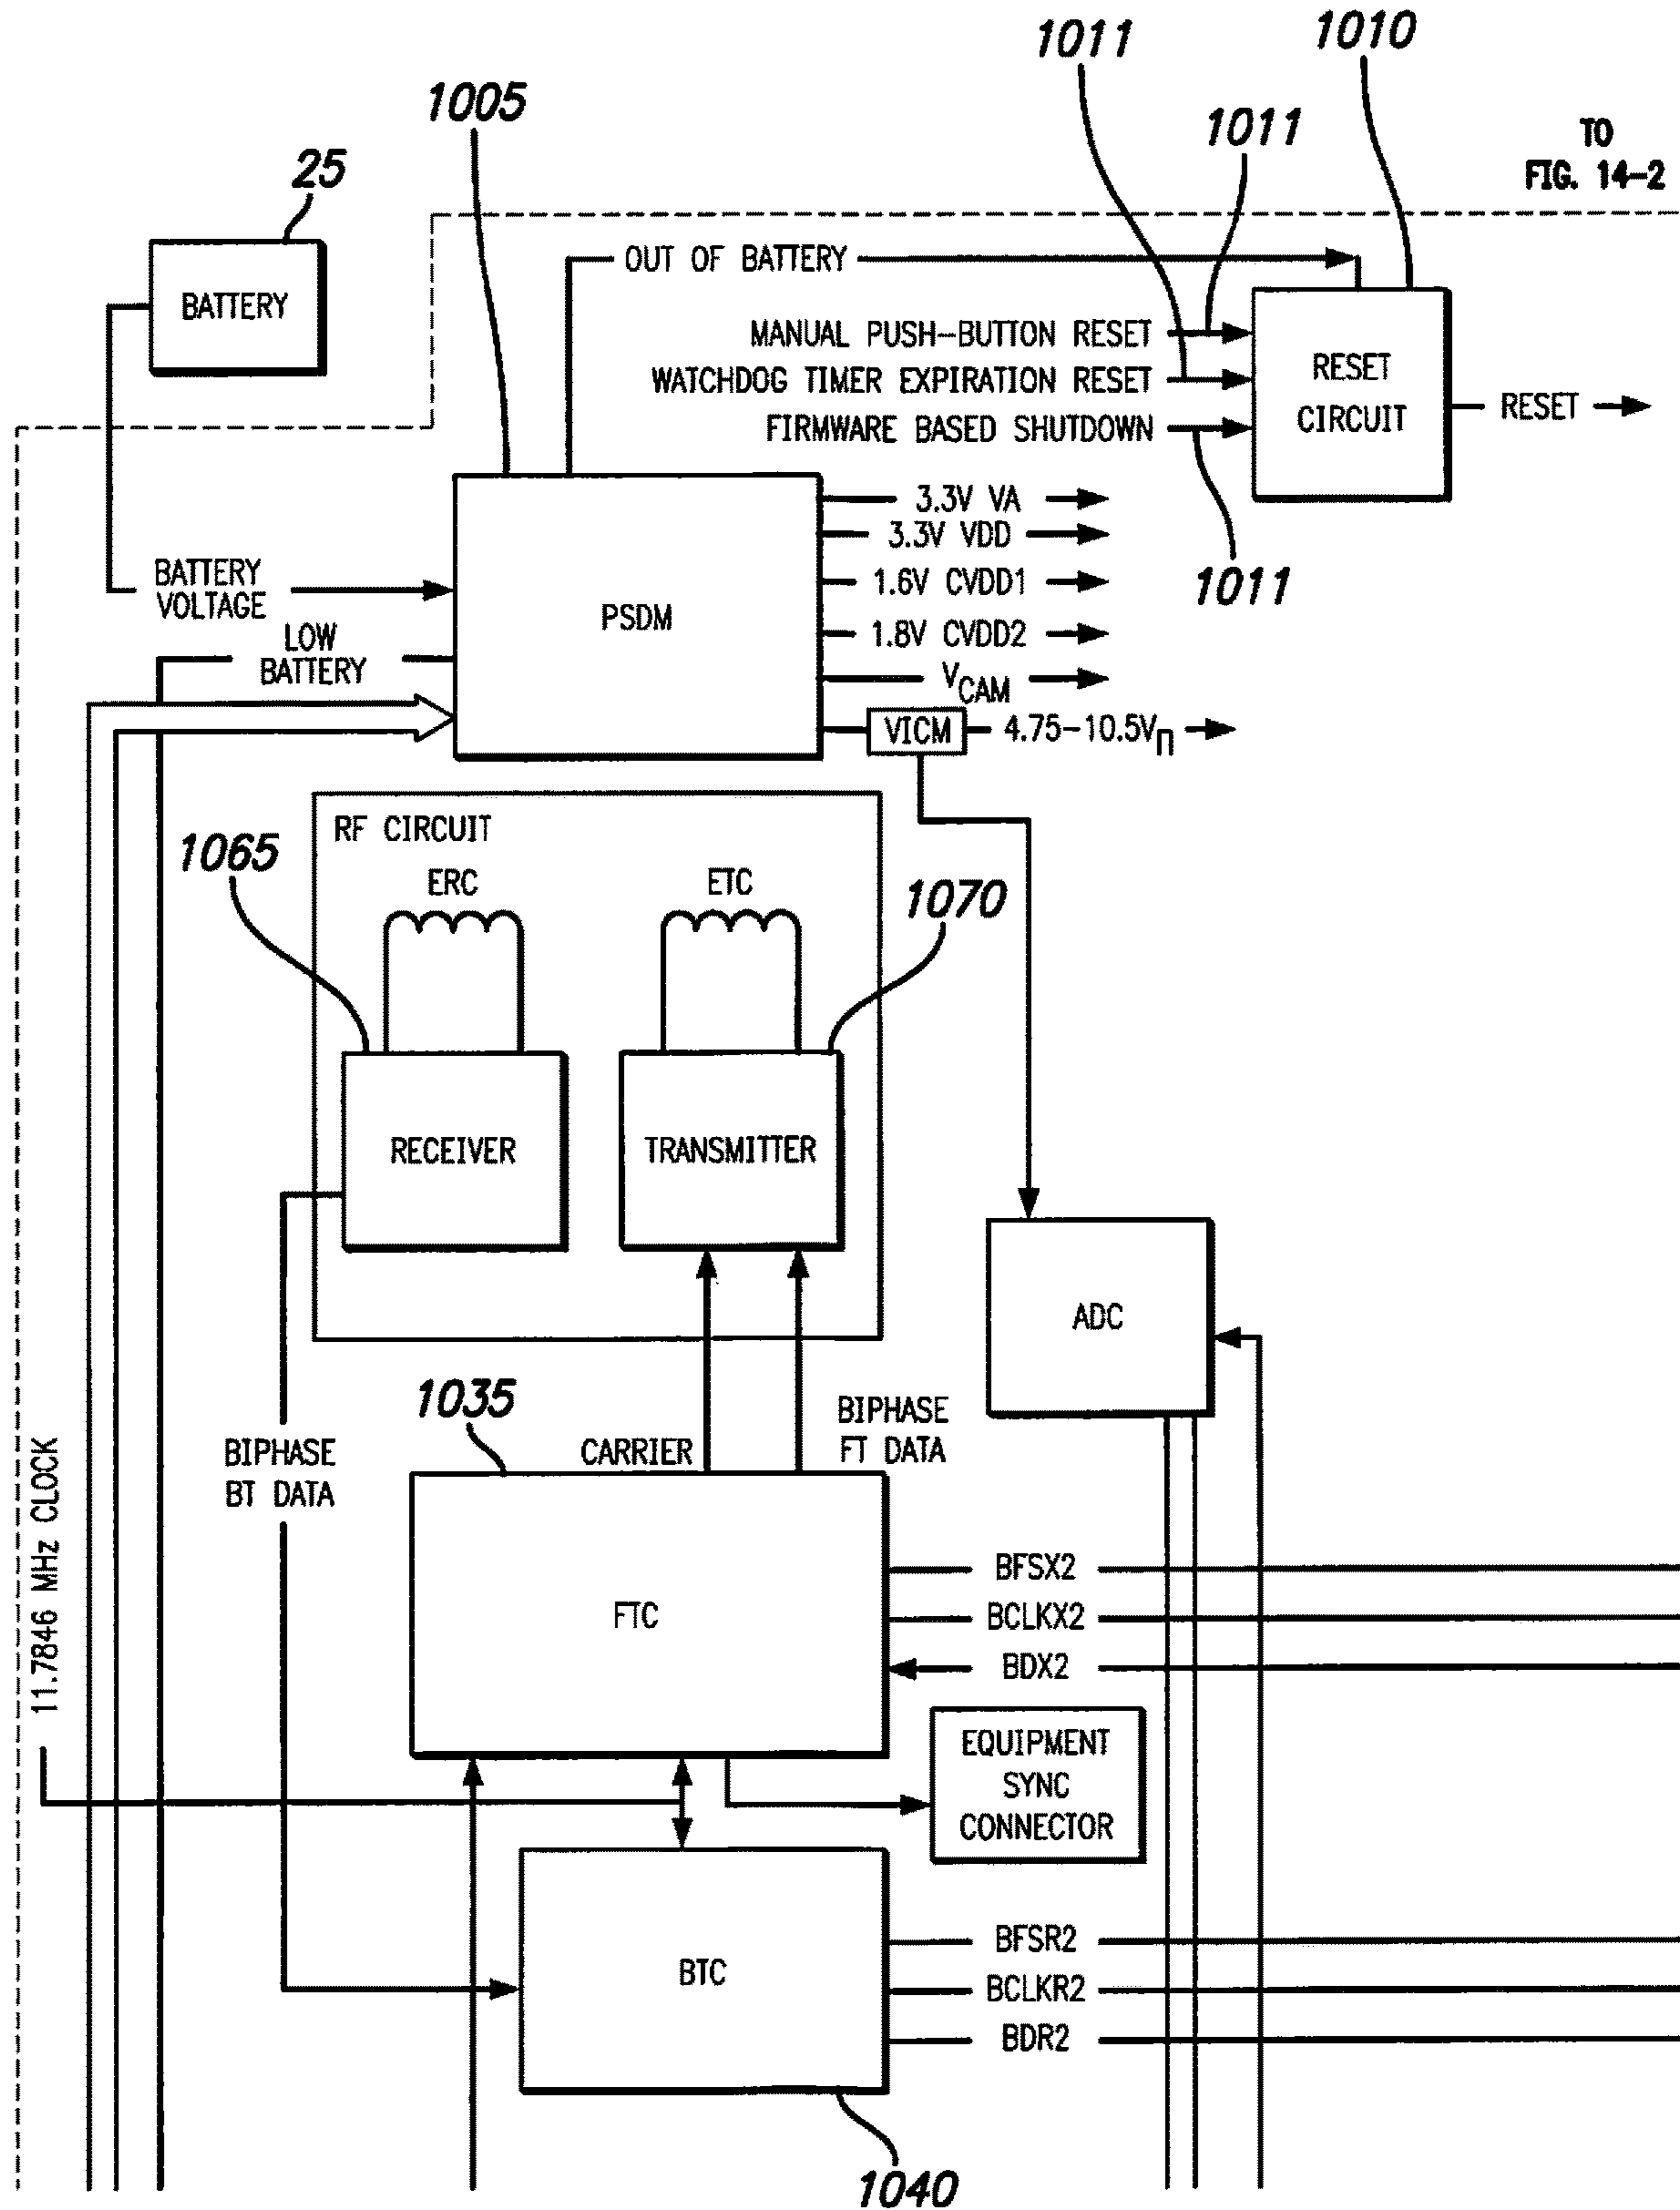 1011
1010
1005
1011
TO
FIG. 14-2
25
OUT OF BATTERY
BATTERY
MANUAL PUSH-BUTTON RESET
WATCHDOG TIMER EXPIRATION RESET
FIRMWARE BASED SHUTDOWN
RESET
CIRCUIT
RESET
1011
3.3V VA
3.3V VDD
1.6V CVDD1
1.8V CVDD2
VCAM
VICM
4.75-10.5V∏
BATTERY
VOLTAGE
PSDM
LOW
BATTERY
RF CIRCUIT
1065
ERC
ETC
1070
RECEIVER
TRANSMITTER
ADC
1035
BIPHASE
BT DATA
CARRIER
BIPHASE
FT DATA
11.7846 MHz CLOCK
FTC
BFSX2
BCLKX2
BDX2
EQUIPMENT
SYNC
CONNECTOR
BTC
BFSR2
BCLKR2
BDR2
1040